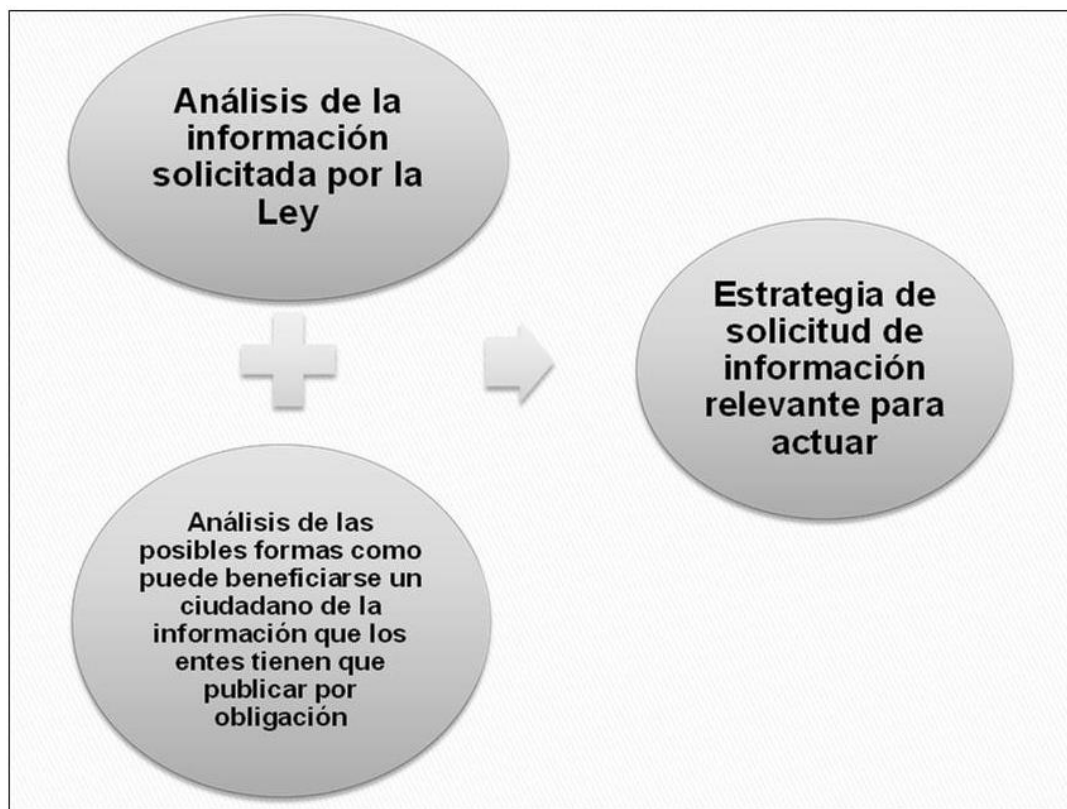 Análisis de la
información
solicitada por la
Ley
Análisis de las
posibles formas como
puede beneficiarse un
ciudadano de la
información que los
entes tienen que
publicar por
obligación
Estrategia de
solicitud de
información
relevante para
actuar